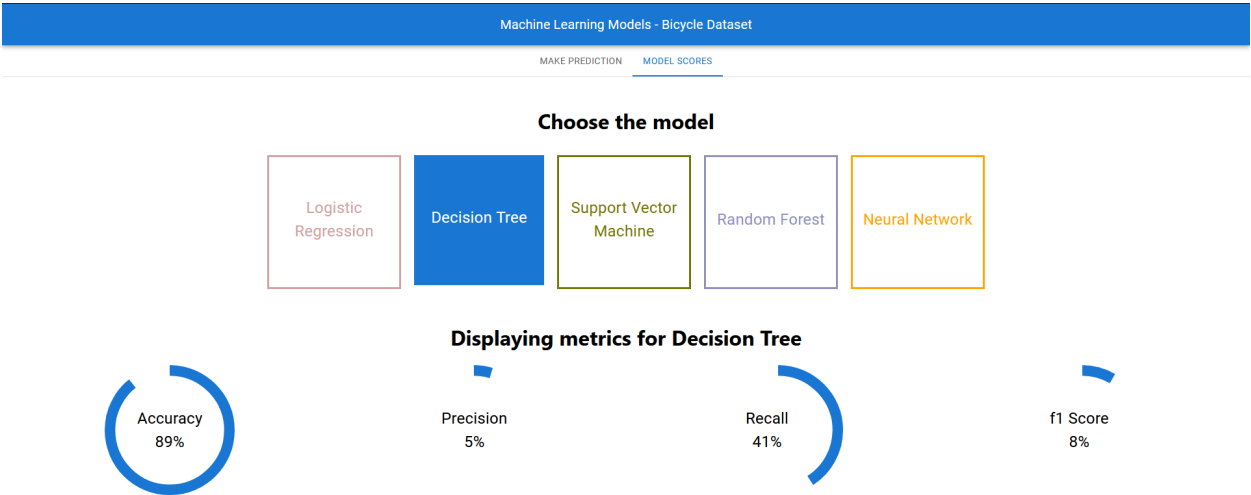 Machine Learning Models - Bicycle Dataset
MAKE PREDICTION
MODEL SCORES
Choose the model
Logistic
Regression
Decision Tree
Support Vector
Machine
Random Forest
Neural Network
Displaying metrics for Decision Tree
Accuracy
89%
Precision
5%
Recall
41%
f1 Score
8%